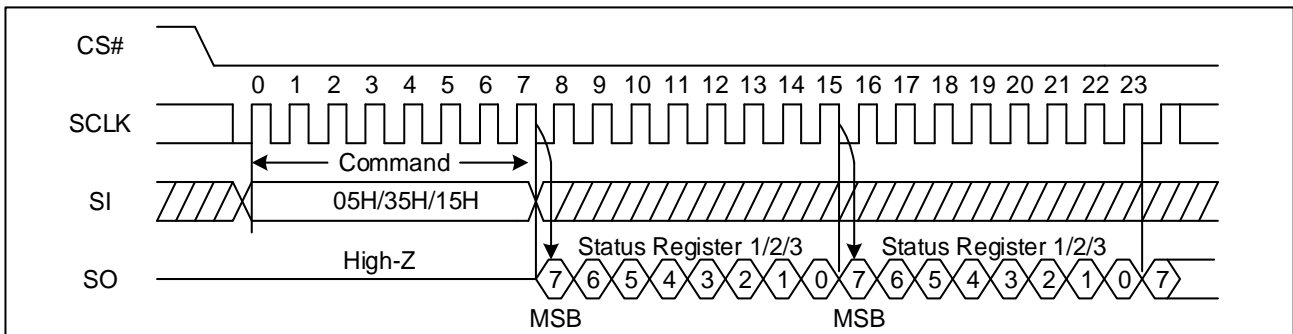 CS#
0 1 2 3 4 5 6 7 8 9 10 11 12 13 14 15 16 17 18 19 20 21 22 23
SCLK
Command
SI
05H/35H/15H
High-Z
Status Register 1/2/3 Status Register 1/2/3
SO
7 6 5 4 3 2 1 0 7 6 5 4 3 2 1 0 7
MSB MSB